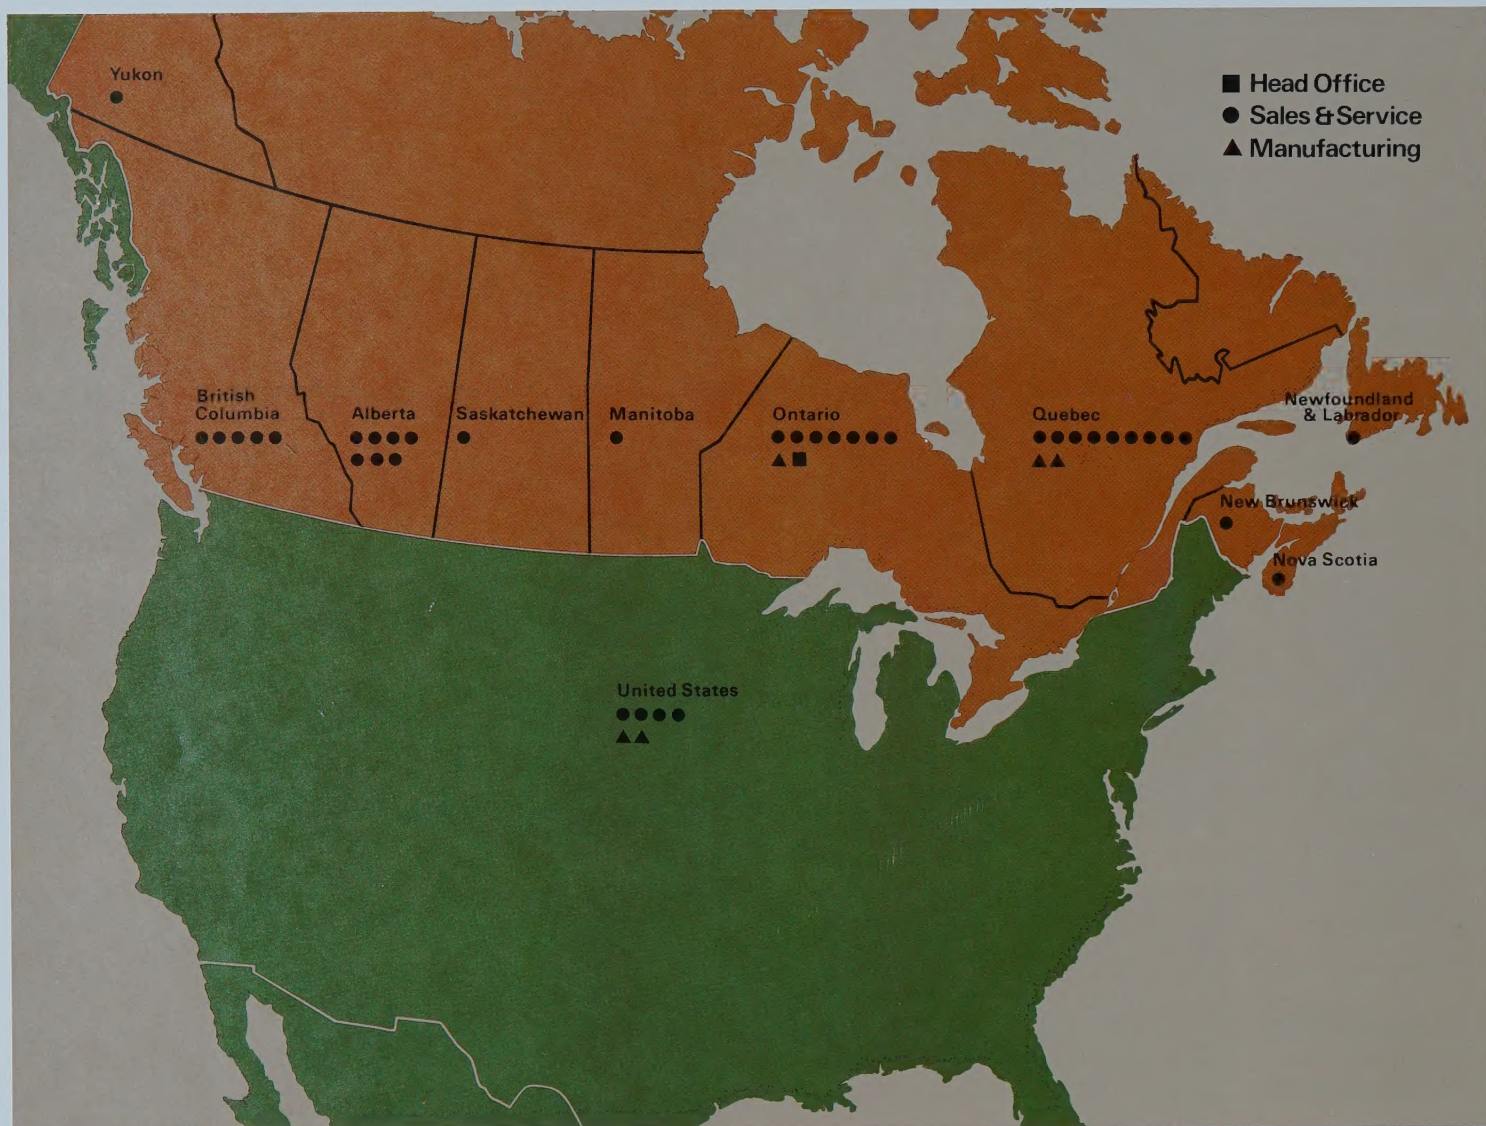 Yukon
■ Head Office
● Sales & Service
▲ Manufacturing
British
Columbia
Alberta
Saskatchewan
Manitoba
Ontario
Quebec
Newfoundland
& Labrador
New Brunswick
Nova Scotia
United States